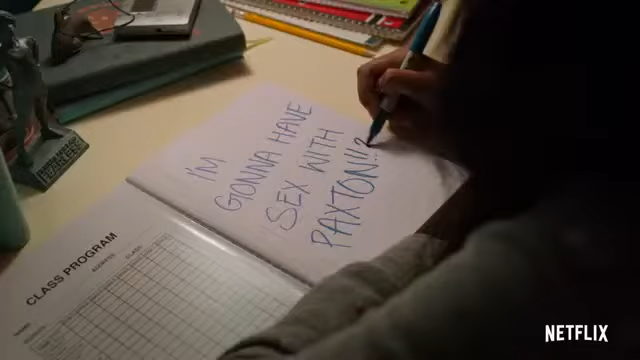 I'M
GONNA HAVE
SEX WITH
PAXTON!!?
CLASS PROGRAM
NETFLIX